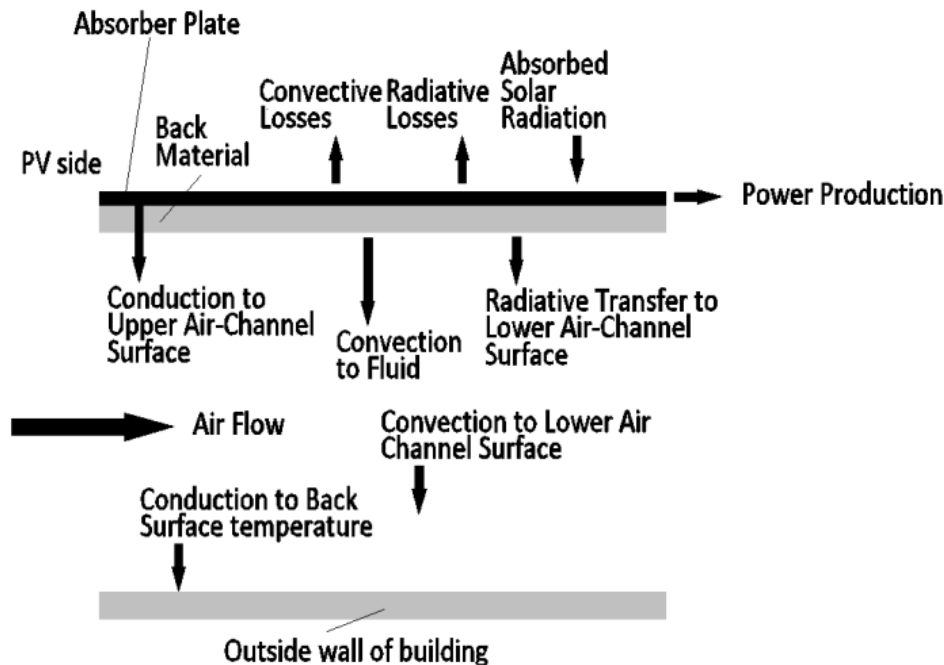 Absorber Plate
Convective
Losses
Radiative
Losses
Absorbed
Solar
Radiation
Back
Material
PV side
Power Production
Conduction to
Upper Air-Channel
Surface
Convection
to Fluid
Radiative Transfer to
Lower Air-Channel
Surface
Air Flow
Convection to Lower Air
Channel Surface
Conduction to Back
Surface temperature
Outside wall of building